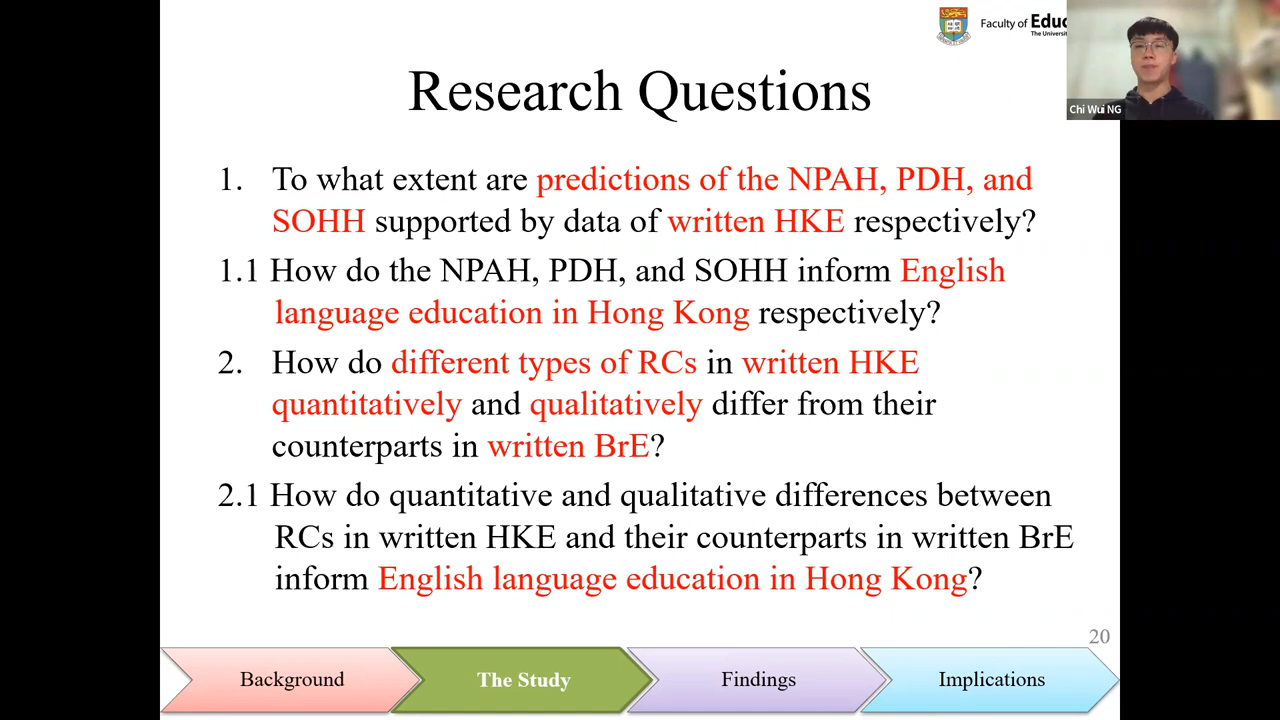 Faculty of Educ
The Univers
Chi Wui NG
Research Questions
1. To what extent are predictions of the NPAH, PDH, and
SOHH supported by data of written HKE respectively?
1.1 How do the NPAH, PDH, and SOHH inform English
language education in Hong Kong respectively?
2. How do different types of RCs in written HKE
quantitatively and qualitatively differ from their
counterparts in written BrE?
2.1 How do quantitative and qualitative differences between
RCs in written HKE and their counterparts in written BrE
inform English language education in Hong Kong?
20
Background
The Study
Findings
Implications